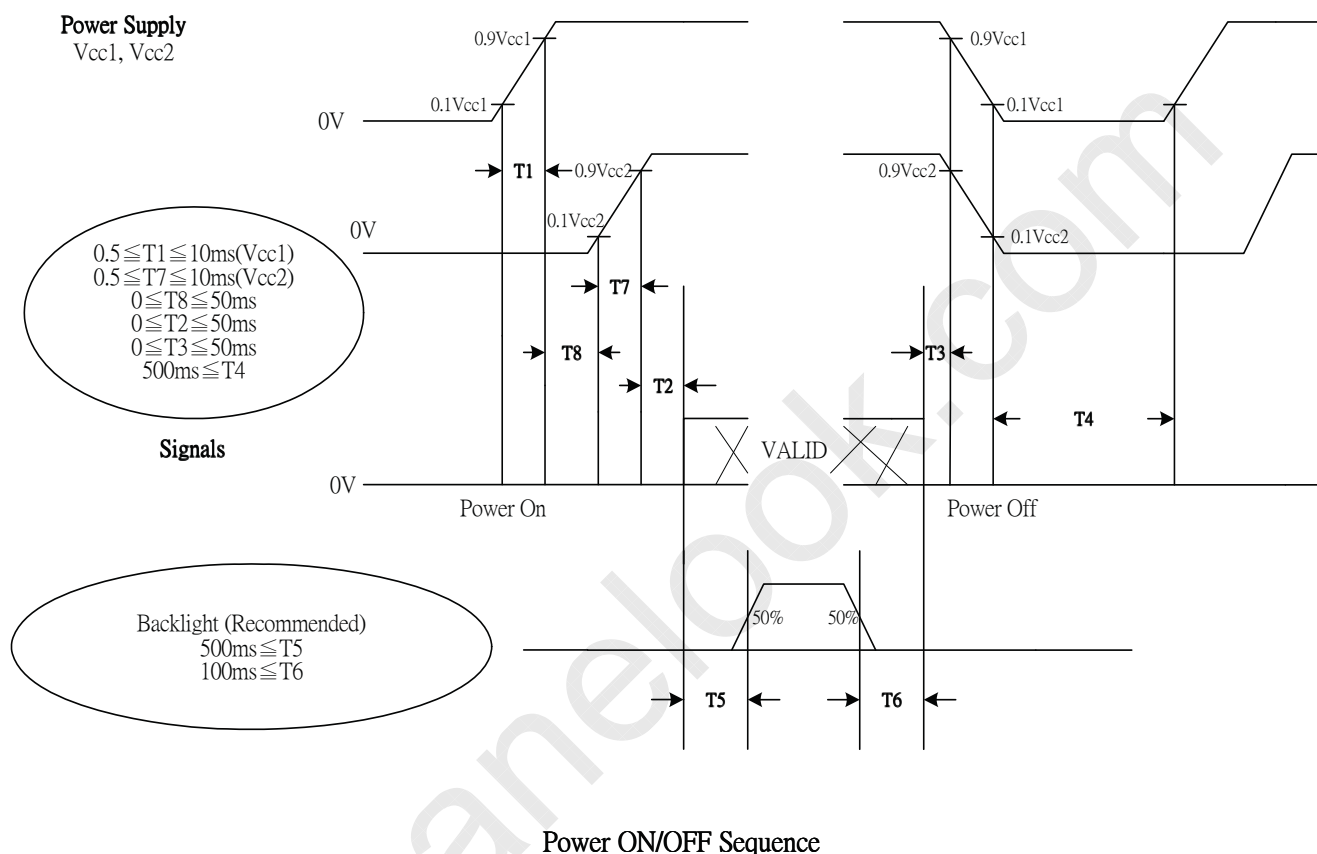 Power Supply
Vcc1, Vcc2
0.9Vcc1
0.1Vcc1
0V
T1
0.9Vcc2
0.1Vcc2
0V
T7
T8
T2
0.9Vcc1
0.1Vcc1
0.9Vcc2
0.1Vcc2
T3
T4
0.5≦T1≦10ms(Vcc1)
0.5≦T7≦10ms(Vcc2)
0≦T8≦50ms
0≦T2≦50ms
0≦T3≦50ms
500ms≦T4
Signals
VALID
0V
Power On
Power Off
Backlight (Recommended)
500ms≦T5
100ms≦T6
50%
50%
T5
T6
Power ON/OFF Sequence
anelook.com